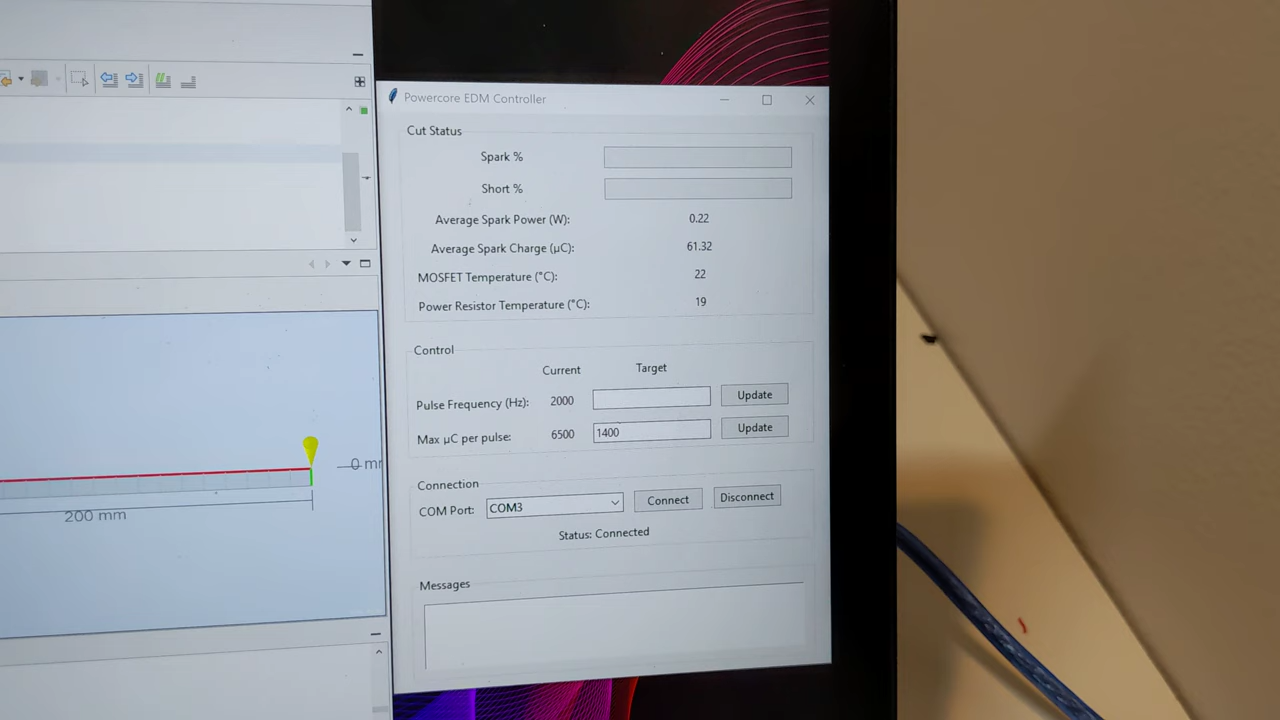 Powercore EDM Controller
Cut Status
Spark %
Short %
Average Spark Power (W): 0.22
Average Spark Charge (µC): 61.32
MOSFET Temperature (°C): 22
Power Resistor Temperature (°C): 19
Control
Current Target
Pulse Frequency (Hz): 2000 Update
Max µC per pulse: 6500 1400 Update
0 m
200 mm
Connection
COM Port: COM3 Connect Disconnect
Status: Connected
Messages